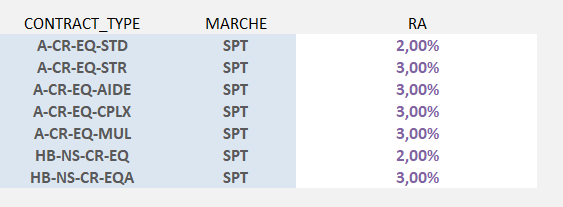 CONTRACT_TYPE MARCHE RA
A-CR-EQ-STD SPT 2,00%
A-CR-EQ-STR SPT 3,00%
A-CR-EQ-AIDE SPT 3,00%
A-CR-EQ-CPLX SPT 3,00%
A-CR-EQ-MUL SPT 3,00%
HB-NS-CR-EQ SPT 2,00%
HB-NS-CR-EQA SPT 3,00%